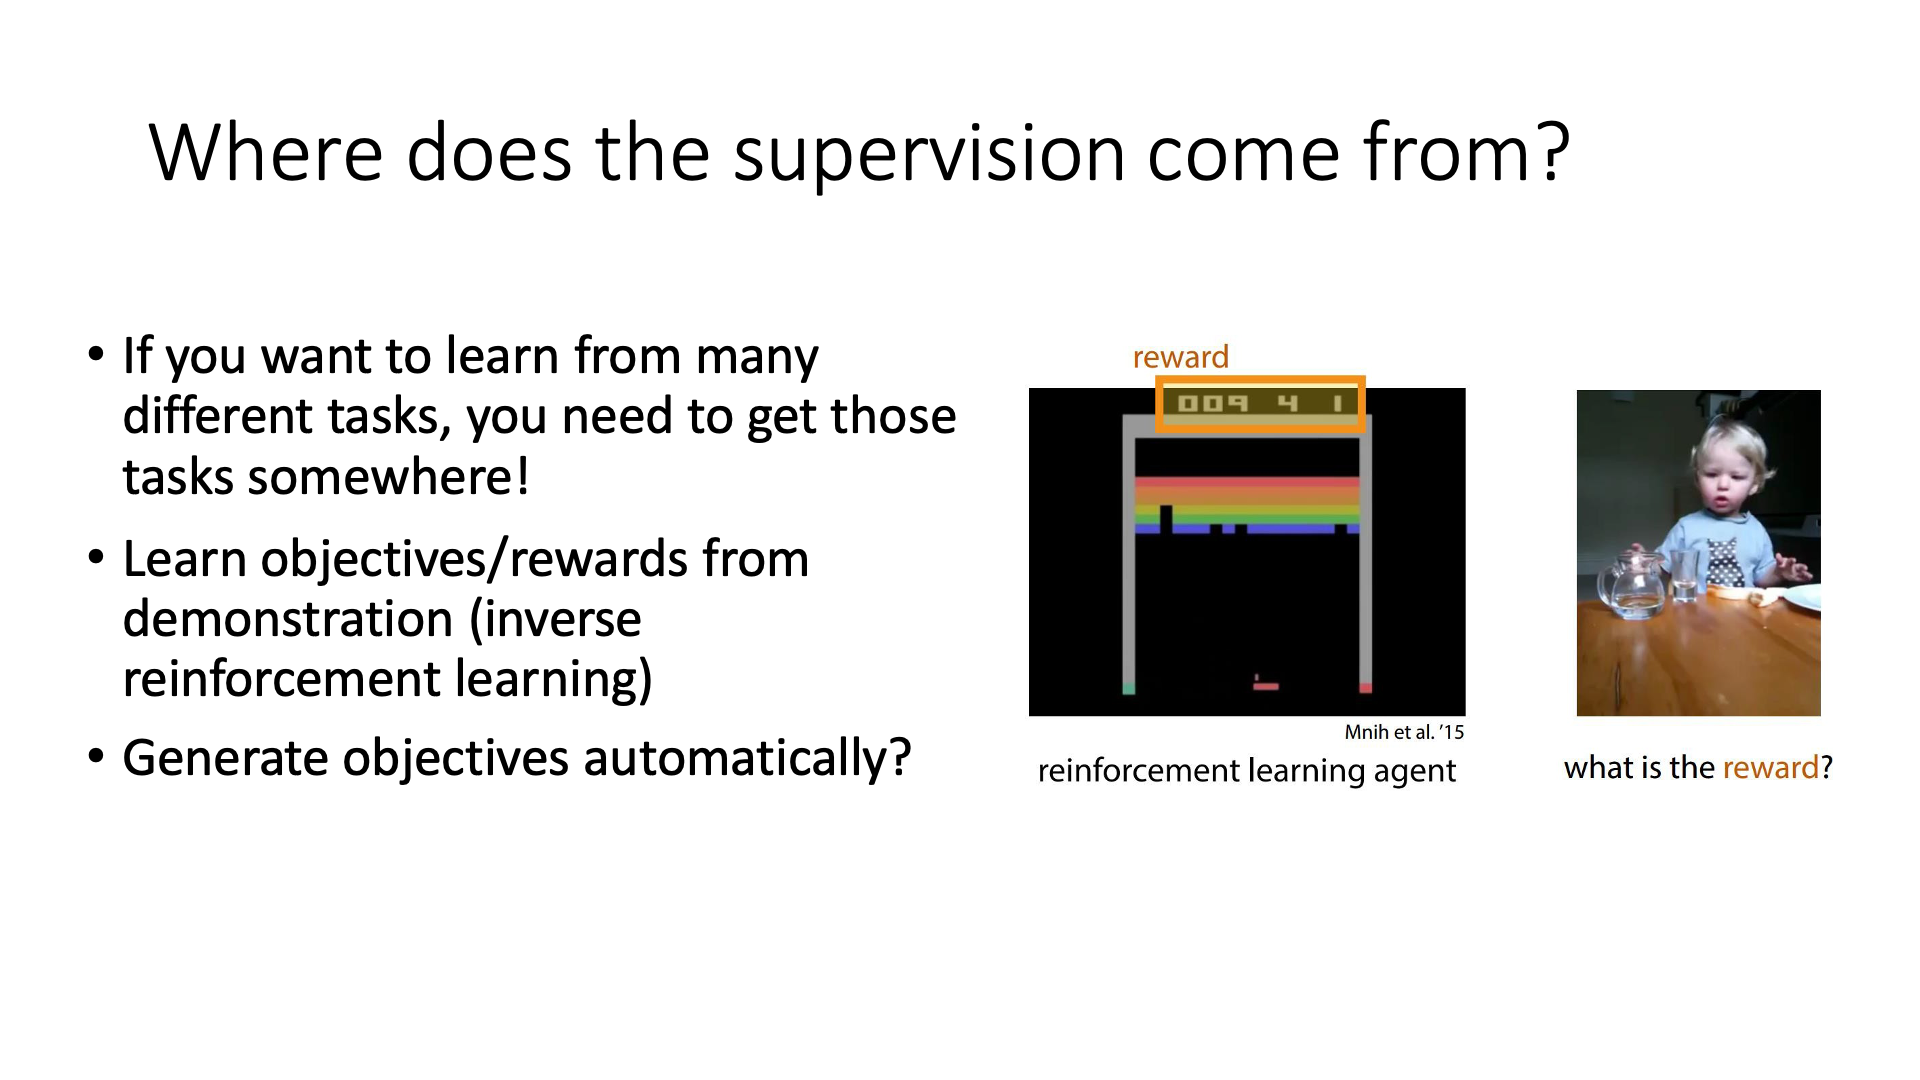 Where does the supervision come from?
• If you want to learn from many
different tasks, you need to get those
tasks somewhere!
• Learn objectives/rewards from
demonstration (inverse
reinforcement learning)
• Generate objectives automatically?
reward
009 4 1
Mnih et al. ’15
reinforcement learning agent
what is the reward?